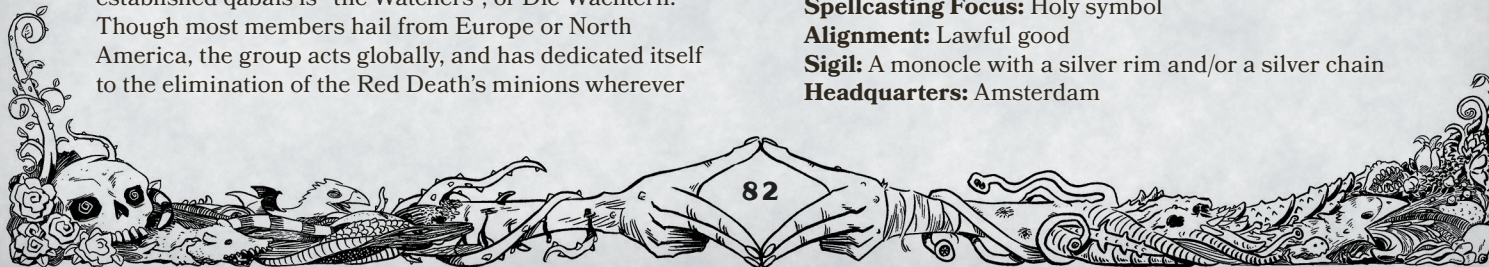 established qabals is "the Watchers", or Die Wachtern.
Though most members hail from Europe or North
America, the group acts globally, and has dedicated itself
to the elimination of the Red Death's minions wherever
Spellcasting Focus: Holy symbol
Alignment: Lawful good
Sigil: A monocle with a silver rim and/or a silver chain
Headquarters: Amsterdam
82